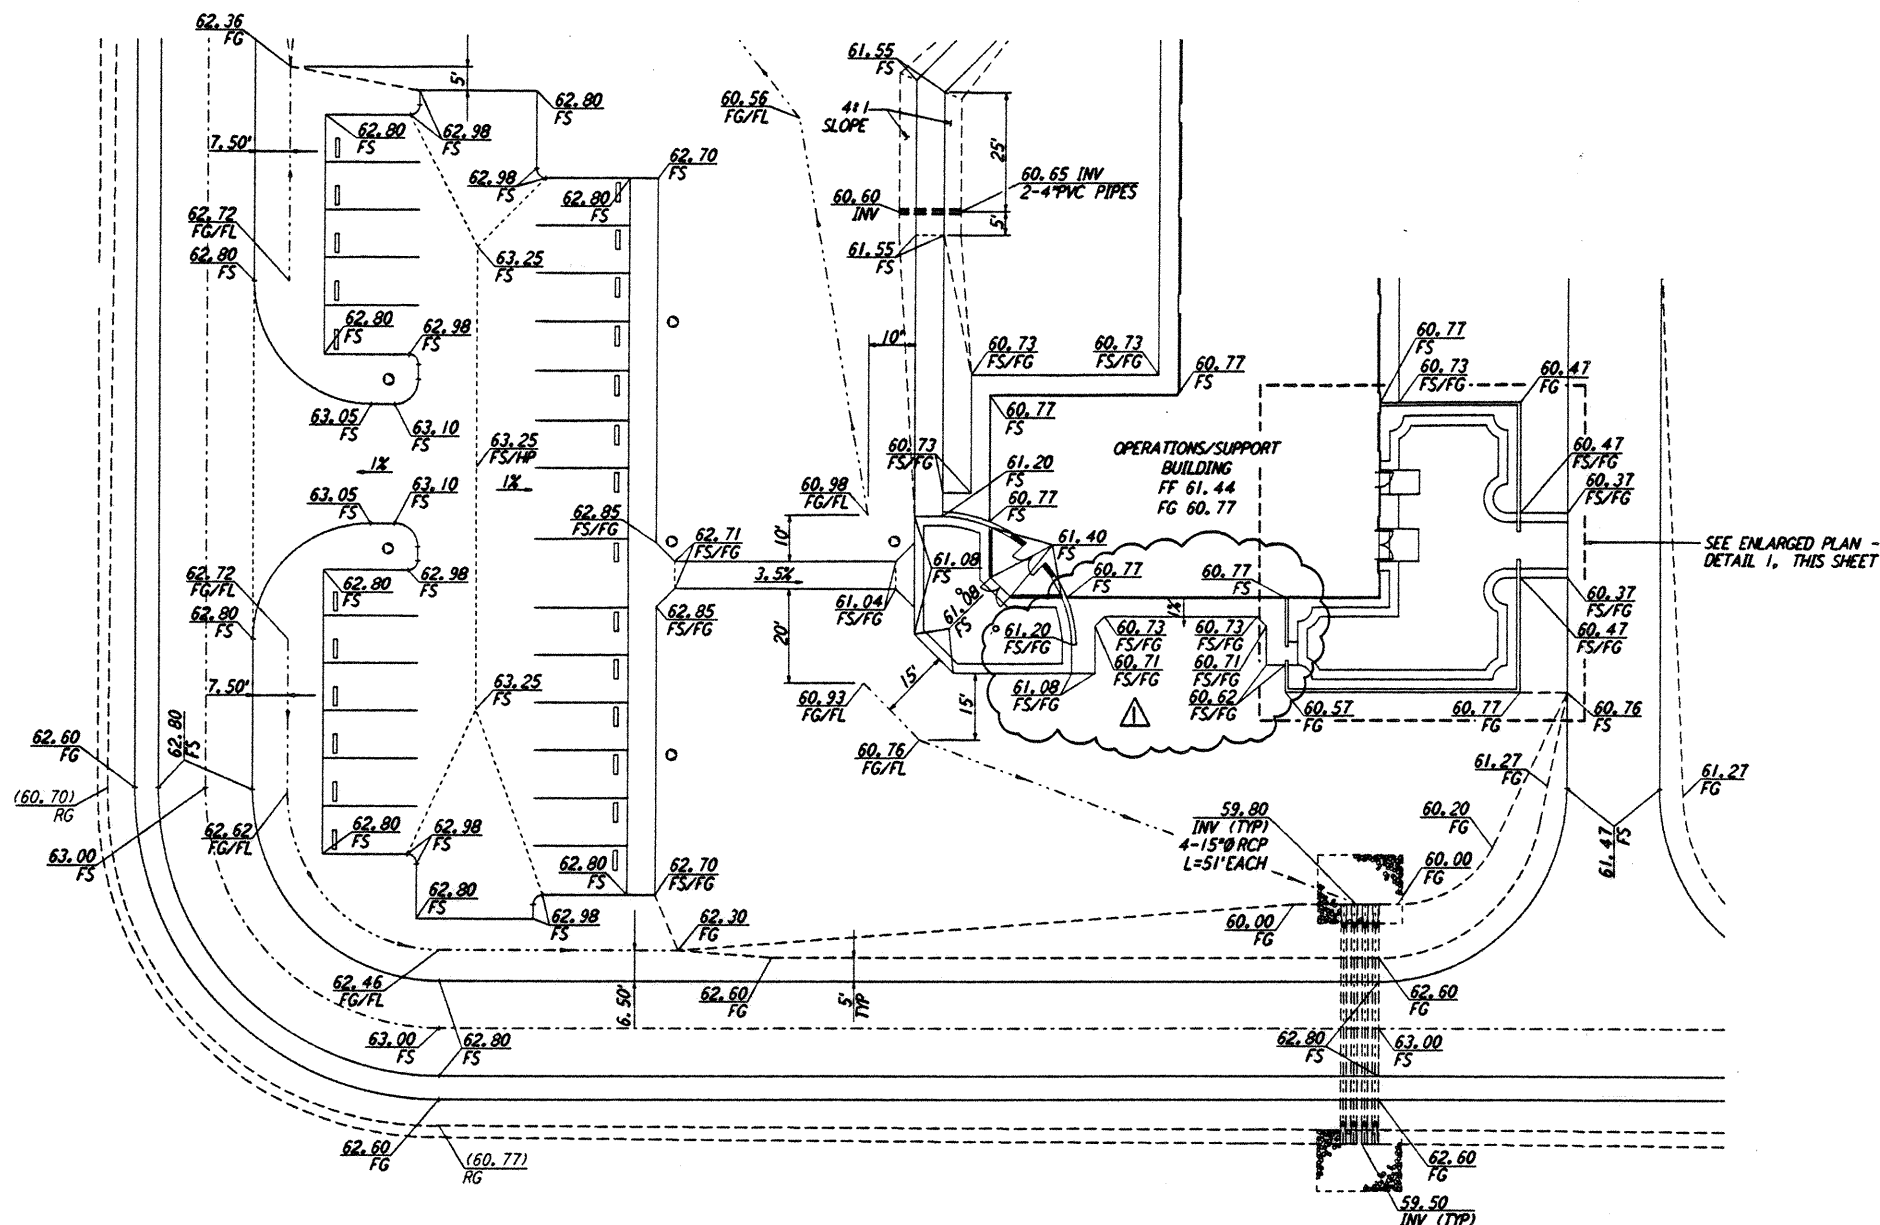 62.36
FG
5'
62.80
FS
62.80
FS
62.98
FS
7.50'
62.98
FS
62.80
FS
62.70
FS
62.72
FG/FL
62.80
FS
63.25
FS
62.80
FS
62.98
FS
63.05
FS
63.10
FS
1%
63.25
FS/HP
1%
63.05
FS
63.10
FS
62.85
FS/FG
62.71
FS/FG
3.5%
62.85
FS/FG
62.72
FG/FL
62.80
FS
62.80
FS
62.98
FS
7.50'
63.25
FS
62.60
FG
62.80
FS
(60.70)
RG
63.00
FS
62.62
FG/FL
62.80
FS
62.98
FS
62.80
FS
62.98
FS
62.80
FS
62.70
FS/FG
62.30
FG
62.46
FG/FL
6.50'
62.60
FG
5'
TYP
63.00
FS
62.80
FS
62.60
FG
(60.77)
RG
60.56
FG/FL
61.55
FS
4:1
SLOPE
25'
60.65 INV
2-4"PVC PIPES
60.60
INV
5'
61.55
FS
10'
60.73
FS/FG
60.73
FS/FG
60.77
FS
60.77
FS
60.73
FS/FG
61.20
FS
60.77
FS
60.98
FG/FL
10'
61.40
FS
61.08
FS
61.08
FS
61.04
FS/FG
20'
60.93
FG/FL
15'
15'
60.76
FG/FL
61.20
FS/FG
61.08
FS/FG
60.77
FS
60.77
FS
1%
60.73
FS/FG
60.73
FS/FG
60.71
FS/FG
60.71
FS/FG
60.62
FS/FG
1
OPERATIONS/SUPPORT
BUILDING
FF 61.44
FG 60.77
60.77
FS
60.73
FS/FG
60.47
FG
60.47
FS/FG
60.37
FS/FG
SEE ENLARGED PLAN -
DETAIL 1, THIS SHEET
60.37
FS/FG
60.47
FS/FG
60.57
FG
60.77
FG
60.76
FS
61.27
FG
61.27
FG
60.20
FG
61.47
FS
59.80
INV (TYP)
4-15"Ø RCP
L=51'EACH
60.00
FG
60.00
FG
62.60
FG
62.80
FS
63.00
FS
62.60
FG
59.50
INV (TYP)